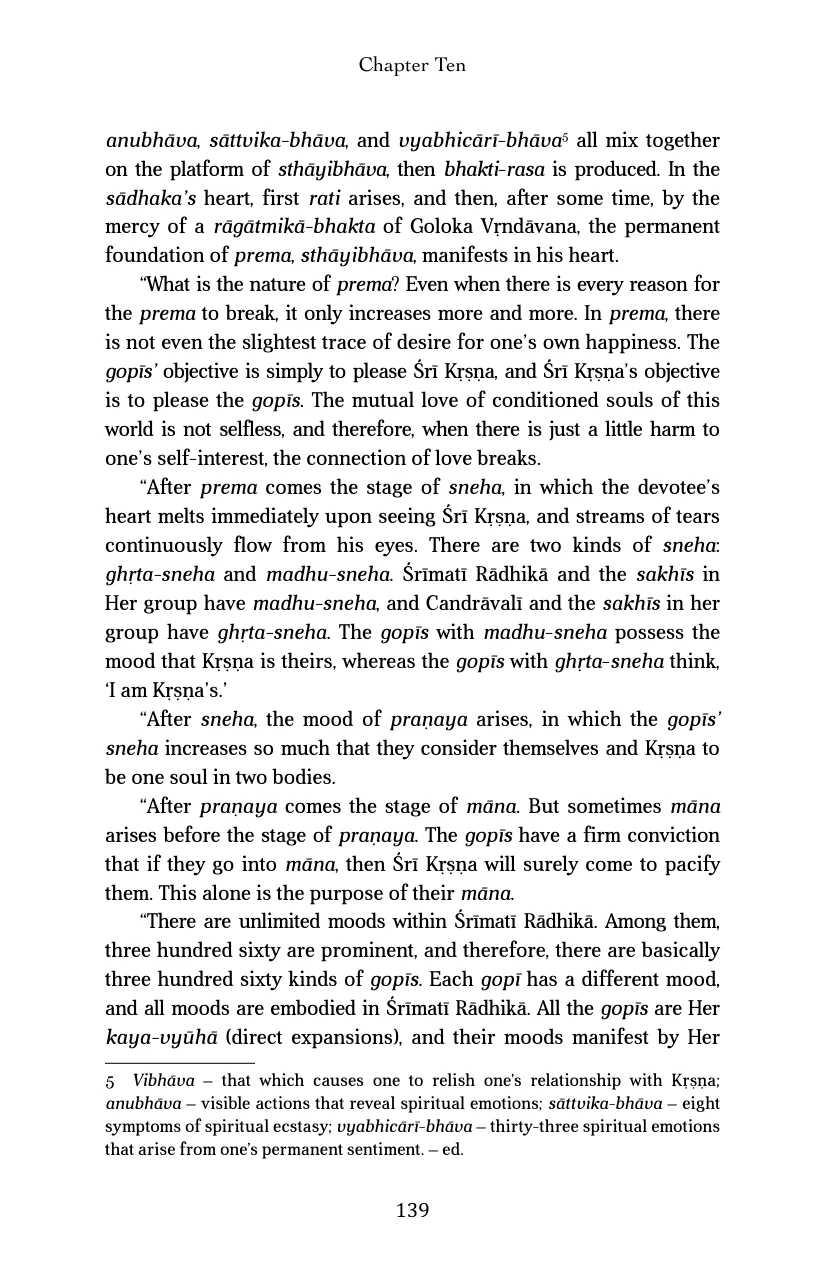 Chapter Ten
anubhāva, sāttvika-bhāva, and vyabhicārī-bhāva5 all mix together
on the platform of sthāyibhāva, then bhakti-rasa is produced. In the
sādhaka’s heart, first rati arises, and then, after some time, by the
mercy of a rāgātmikā-bhakta of Goloka Vṛndāvana, the permanent
foundation of prema, sthāyibhāva, manifests in his heart.
“What is the nature of prema? Even when there is every reason for
the prema to break, it only increases more and more. In prema, there
is not even the slightest trace of desire for one’s own happiness. The
gopīs’ objective is simply to please Śrī Kṛṣṇa, and Śrī Kṛṣṇa’s objective
is to please the gopīs. The mutual love of conditioned souls of this
world is not selfless, and therefore, when there is just a little harm to
one’s self-interest, the connection of love breaks.
“After prema comes the stage of sneha, in which the devotee’s
heart melts immediately upon seeing Śrī Kṛṣṇa, and streams of tears
continuously flow from his eyes. There are two kinds of sneha:
ghṛta-sneha and madhu-sneha. Śrīmatī Rādhikā and the sakhīs in
Her group have madhu-sneha, and Candrāvalī and the sakhīs in her
group have ghṛta-sneha. The gopīs with madhu-sneha possess the
mood that Kṛṣṇa is theirs, whereas the gopīs with ghṛta-sneha think,
‘I am Kṛṣṇa’s.’
“After sneha, the mood of praṇaya arises, in which the gopīs’
sneha increases so much that they consider themselves and Kṛṣṇa to
be one soul in two bodies.
“After praṇaya comes the stage of māna. But sometimes māna
arises before the stage of praṇaya. The gopīs have a firm conviction
that if they go into māna, then Śrī Kṛṣṇa will surely come to pacify
them. This alone is the purpose of their māna.
“There are unlimited moods within Śrīmatī Rādhikā. Among them,
three hundred sixty are prominent, and therefore, there are basically
three hundred sixty kinds of gopīs. Each gopī has a different mood,
and all moods are embodied in Śrīmatī Rādhikā. All the gopīs are Her
kaya-vyūhā (direct expansions), and their moods manifest by Her
5 Vibhāva – that which causes one to relish one’s relationship with Kṛṣṇa;
anubhāva – visible actions that reveal spiritual emotions; sāttvika-bhāva – eight
symptoms of spiritual ecstasy; vyabhicārī-bhāva – thirty-three spiritual emotions
that arise from one’s permanent sentiment. – ed.
139